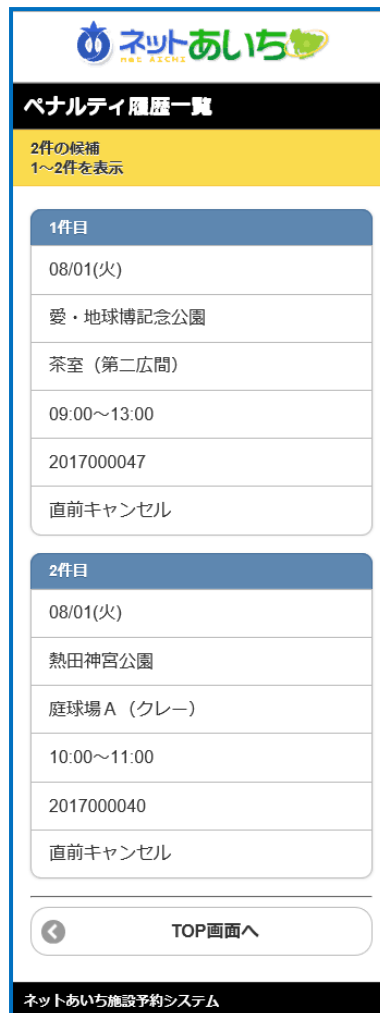 ネットあいち
net AICHI
ペナルティ履歴一覧
2件の候補
1～2件を表示
1件目
08/01(火)
愛・地球博記念公園
茶室（第二広間）
09:00～13:00
2017000047
直前キャンセル
2件目
08/01(火)
熱田神宮公園
庭球場Ａ（クレー）
10:00～11:00
2017000040
直前キャンセル
TOP画面へ
ネットあいち施設予約システム